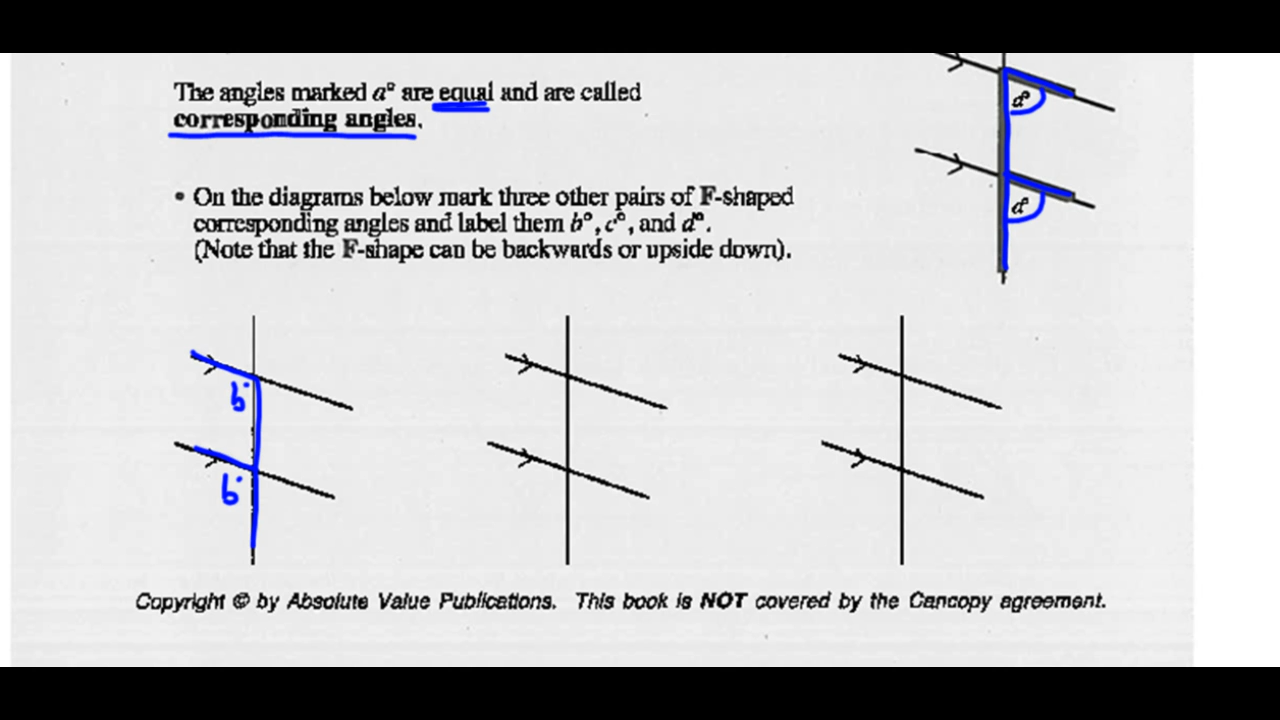 The angles marked a° are equal and are called
corresponding angles.
a°
a°
• On the diagrams below mark three other pairs of F-shaped
corresponding angles and label them b°, c°, and d°.
(Note that the F-shape can be backwards or upside down).
b°
b°
Copyright © by Absolute Value Publications. This book is NOT covered by the Cancopy agreement.